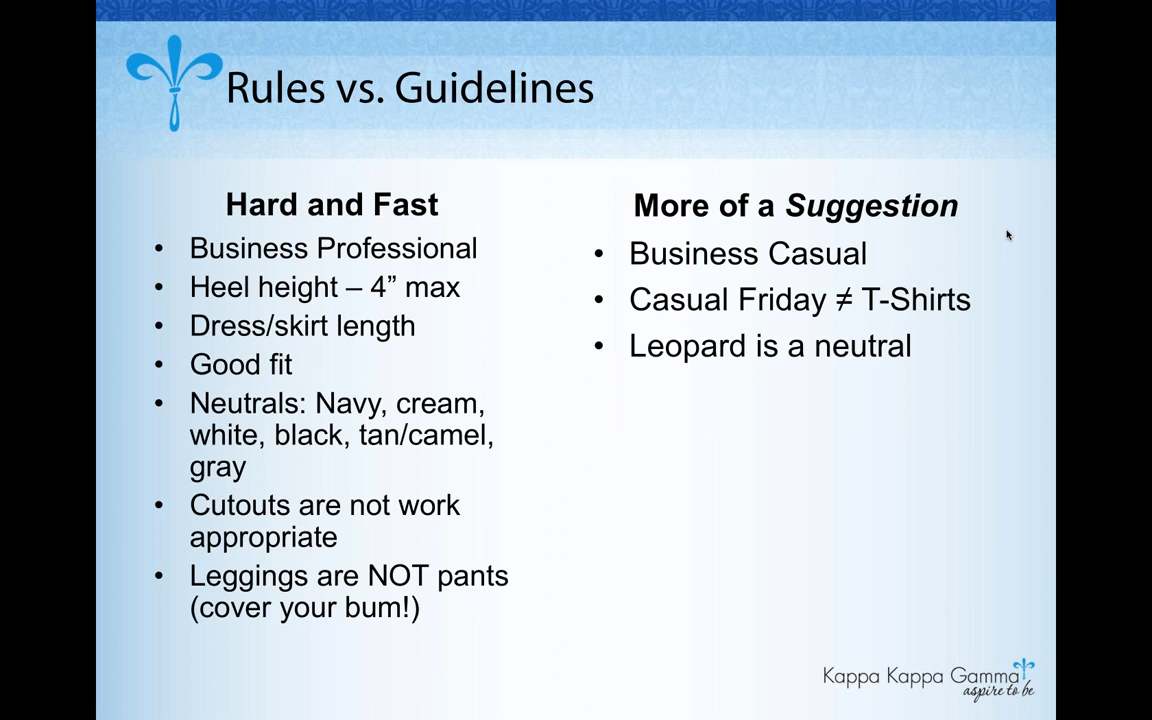 Rules vs. Guidelines
Hard and Fast
• Business Professional
• Heel height – 4” max
• Dress/skirt length
• Good fit
• Neutrals: Navy, cream,
white, black, tan/camel,
gray
• Cutouts are not work
appropriate
• Leggings are NOT pants
(cover your bum!)
More of a Suggestion
• Business Casual
• Casual Friday ≠ T-Shirts
• Leopard is a neutral
Kappa Kappa Gamma
aspire to be